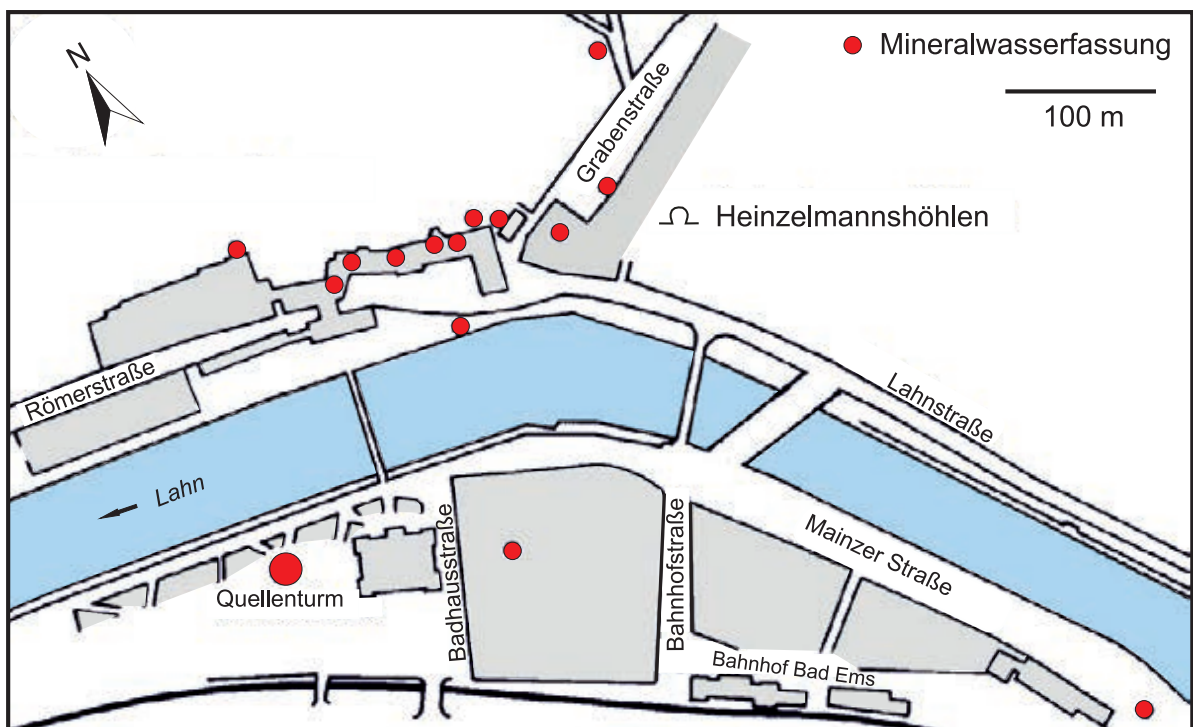 N
Mineralwasserfassung
100 m
Grabenstraße
Heinzelmannshöhlen
Römerstraße
Lahnstraße
Lahn
Mainzer Straße
Badhausstraße
Bahnhofstraße
Quellenturm
Bahnhof Bad Ems